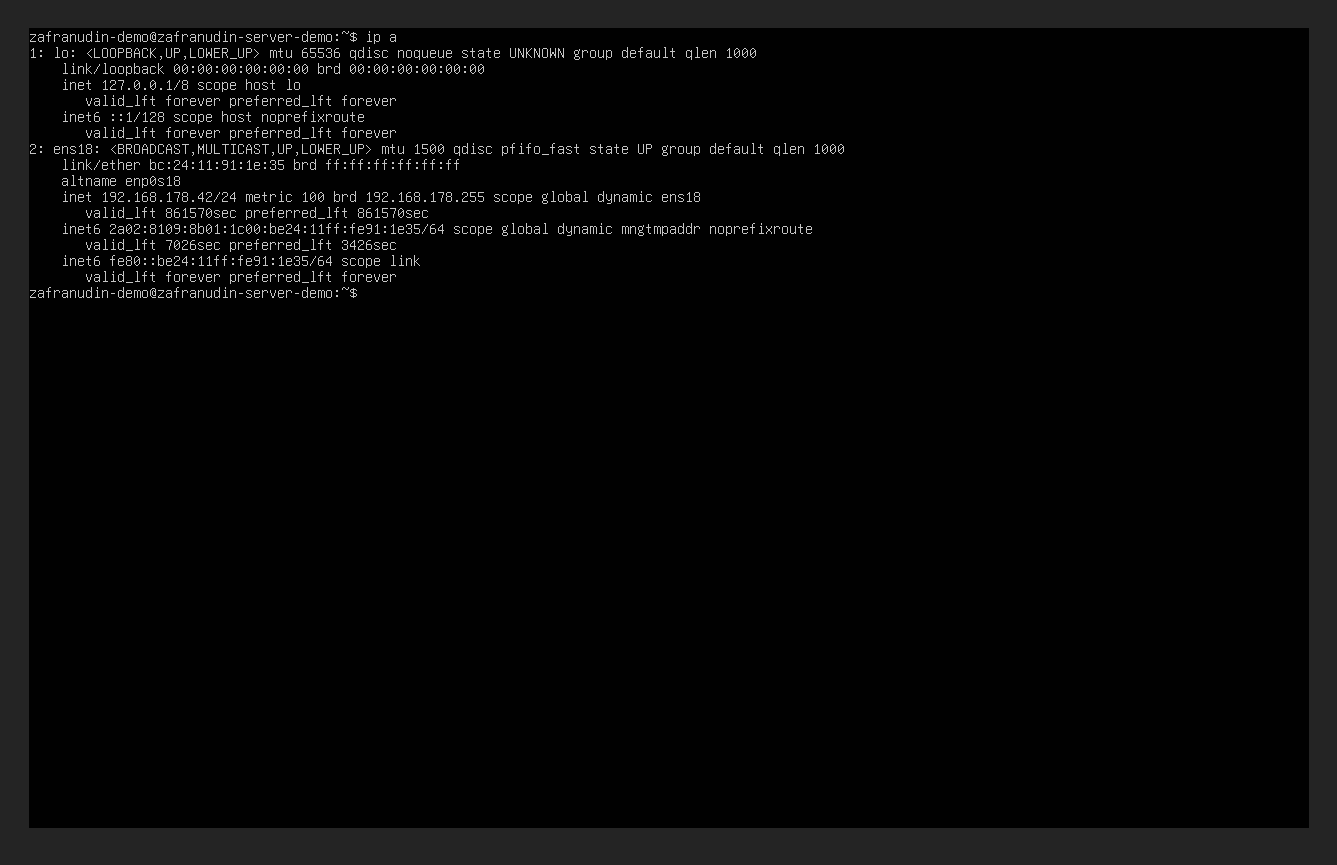 zafranudin-demo@zafranudin-server-demo:~$ ip a
1: lo: <LOOPBACK,UP,LOWER_UP> mtu 65536 qdisc noqueue state UNKNOWN group default qlen 1000
    link/loopback 00:00:00:00:00:00 brd 00:00:00:00:00:00
    inet 127.0.0.1/8 scope host lo
       valid_lft forever preferred_lft forever
    inet6 ::1/128 scope host noprefixroute
       valid_lft forever preferred_lft forever
2: ens18: <BROADCAST,MULTICAST,UP,LOWER_UP> mtu 1500 qdisc pfifo_fast state UP group default qlen 1000
    link/ether bc:24:11:91:1e:35 brd ff:ff:ff:ff:ff:ff
    altname enp0s18
    inet 192.168.178.42/24 metric 100 brd 192.168.178.255 scope global dynamic ens18
       valid_lft 861570sec preferred_lft 861570sec
    inet6 2a02:8109:8b01:1c00:be24:11ff:fe91:1e35/64 scope global dynamic mngtmpaddr noprefixroute
       valid_lft 7026sec preferred_lft 3426sec
    inet6 fe80::be24:11ff:fe91:1e35/64 scope link
       valid_lft forever preferred_lft forever
zafranudin-demo@zafranudin-server-demo:~$